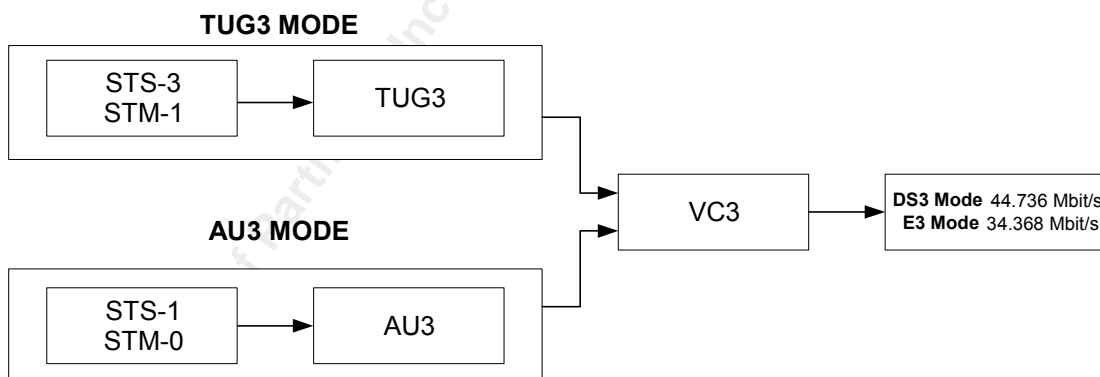 TUG3 MODE
STS-3
STM-1
TUG3
VC3
DS3 Mode 44.736 Mbit/s
E3 Mode 34.368 Mbit/s
AU3 MODE
STS-1
STM-0
AU3
Inc